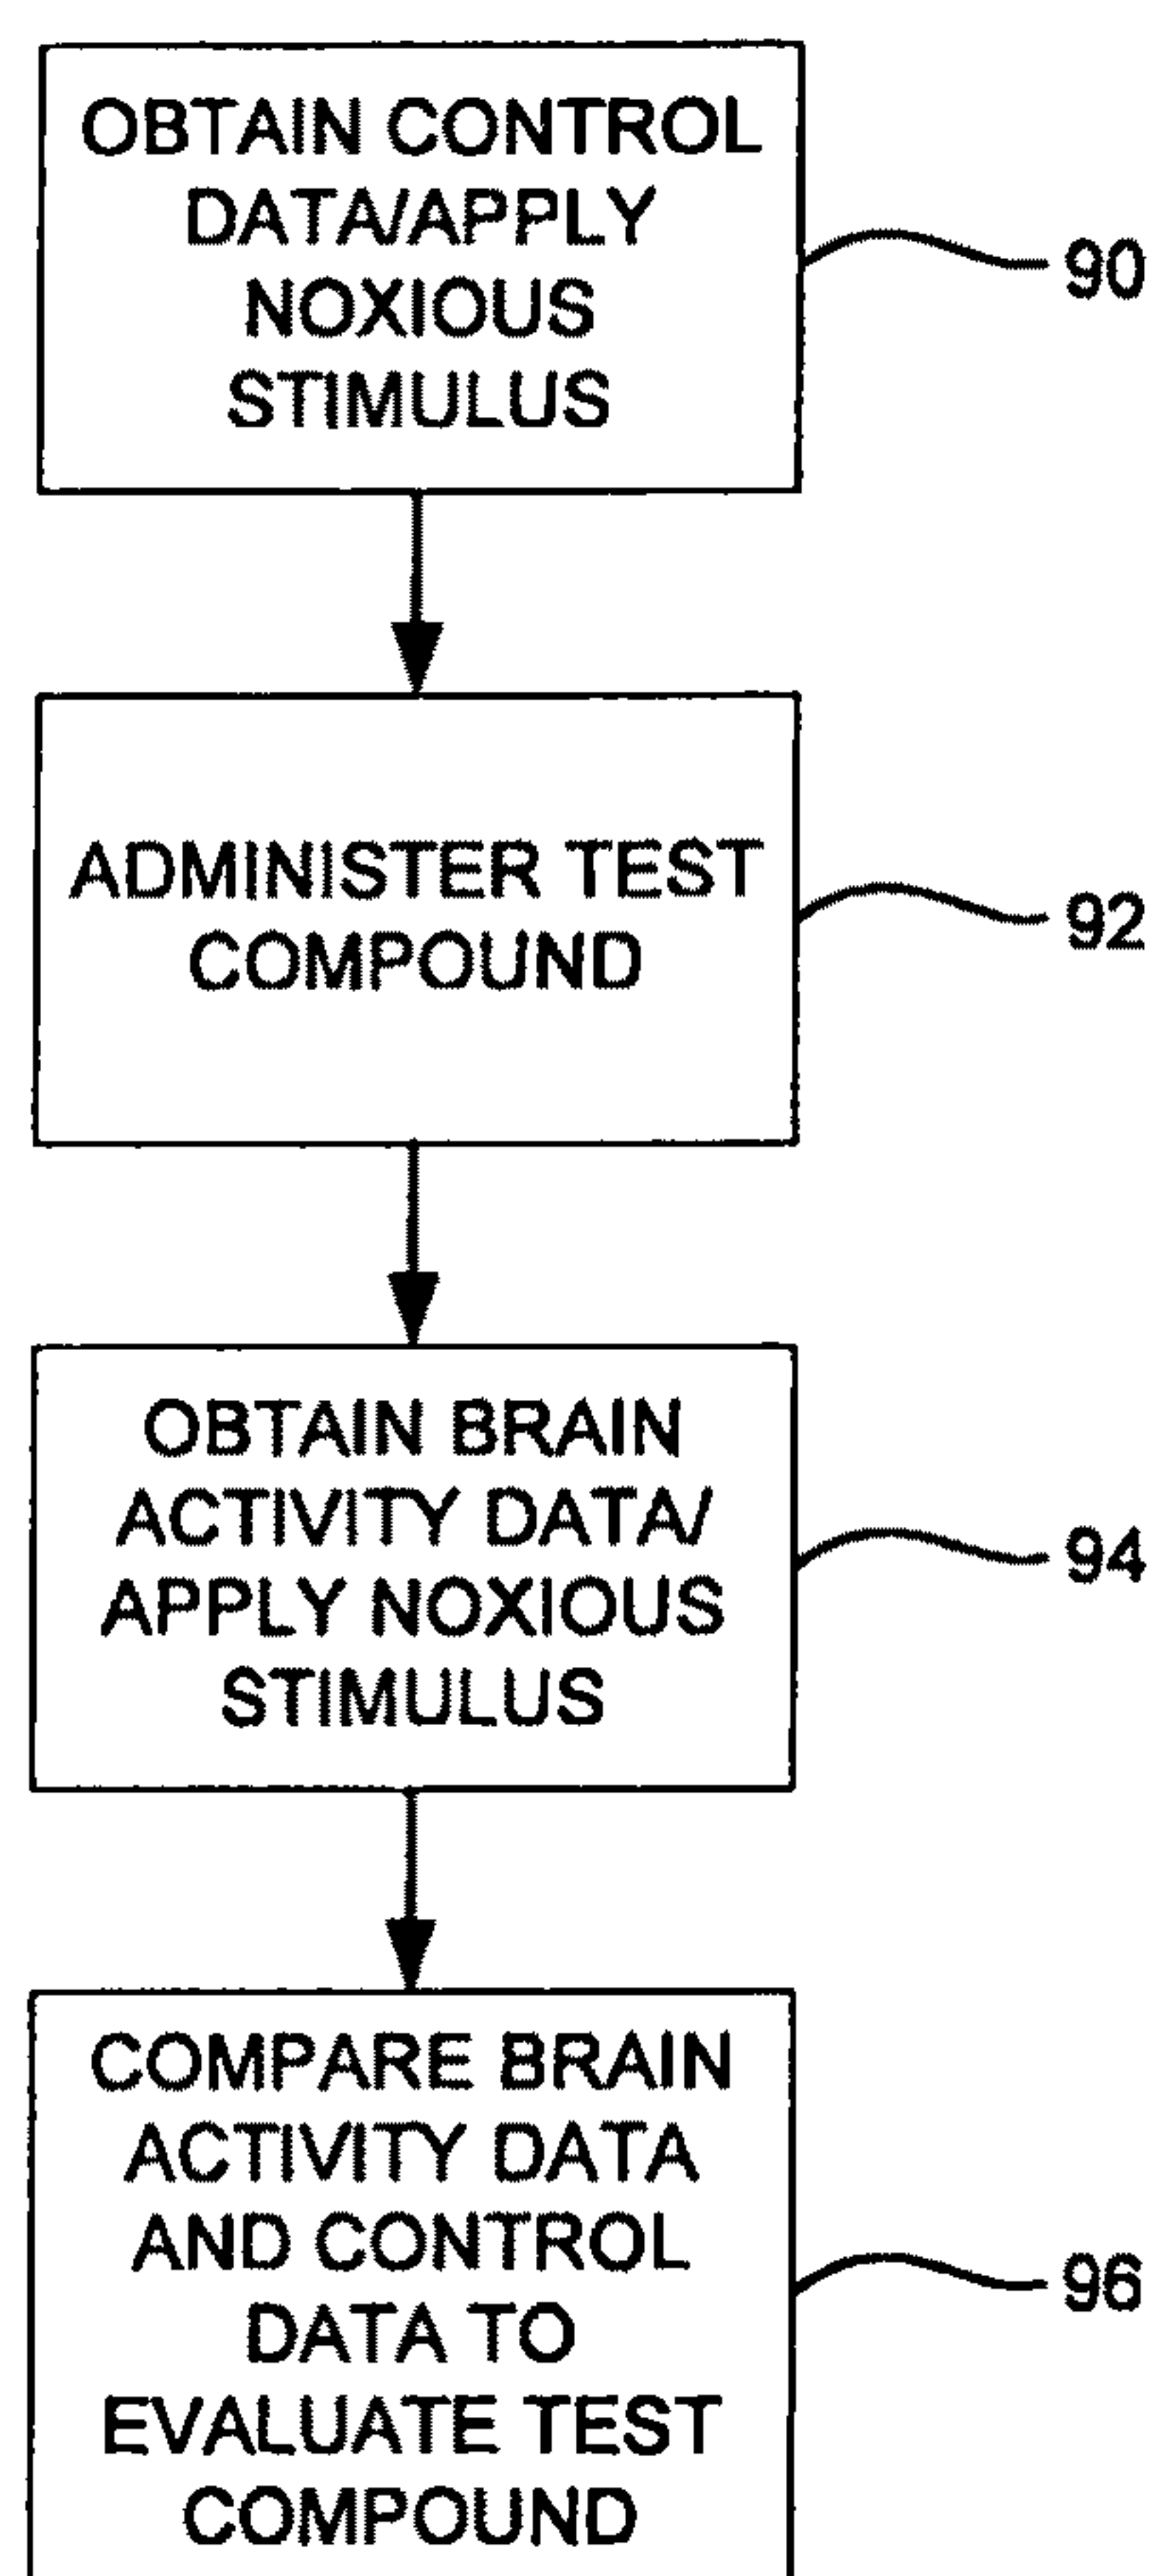 OBTAIN CONTROL
DATA/APPLY
NOXIOUS
STIMULUS
90
ADMINISTER TEST
COMPOUND
92
OBTAIN BRAIN
ACTIVITY DATA/
APPLY NOXIOUS
STIMULUS
94
COMPARE BRAIN
ACTIVITY DATA
AND CONTROL
DATA TO
EVALUATE TEST
COMPOUND
96